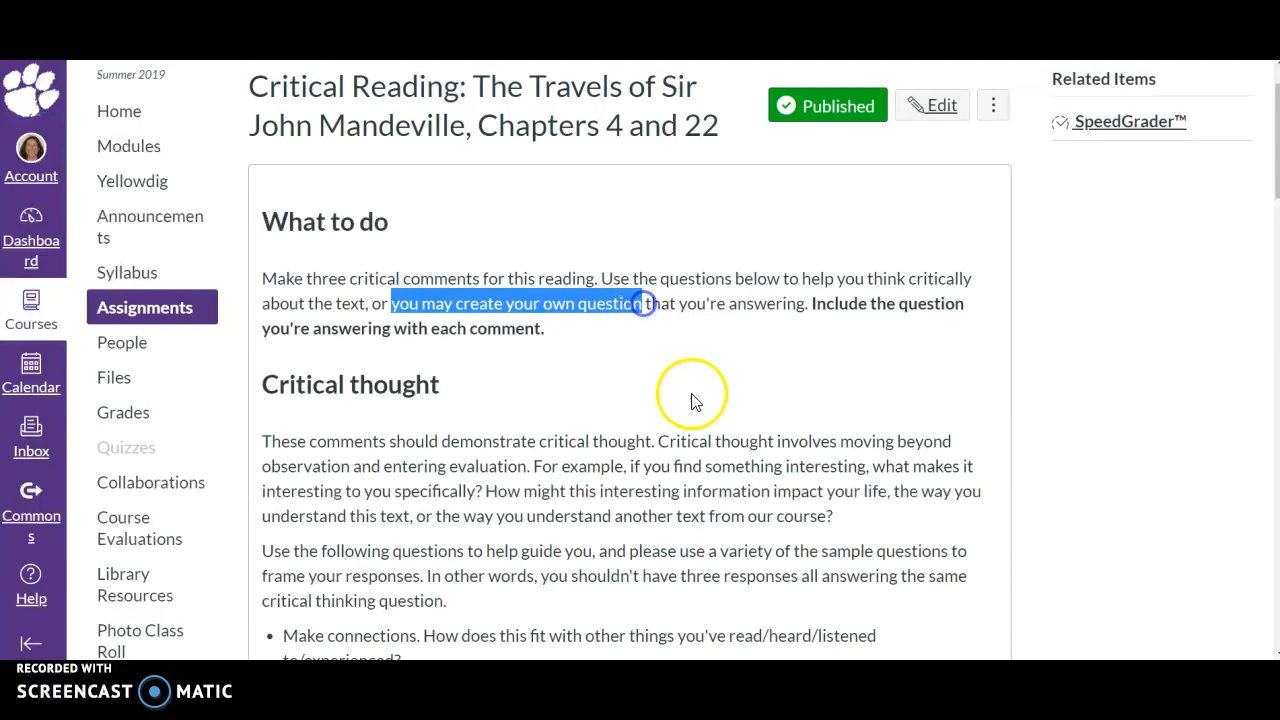 Account
Dashboa
rd
Courses
Calendar
Inbox
Common
s
Help
Summer 2019
Home
Modules
Yellowdig
Announcemen
ts
Syllabus
Assignments
People
Files
Grades
Quizzes
Collaborations
Course
Evaluations
Library
Resources
Photo Class
Roll
Critical Reading: The Travels of Sir
John Mandeville, Chapters 4 and 22
Published
Edit
What to do
Make three critical comments for this reading. Use the questions below to help you think critically
about the text, or you may create your own question that you're answering. Include the question
you're answering with each comment.
Critical thought
These comments should demonstrate critical thought. Critical thought involves moving beyond
observation and entering evaluation. For example, if you find something interesting, what makes it
interesting to you specifically? How might this interesting information impact your life, the way you
understand this text, or the way you understand another text from our course?
Use the following questions to help guide you, and please use a variety of the sample questions to
frame your responses. In other words, you shouldn't have three responses all answering the same
critical thinking question.
• Make connections. How does this fit with other things you've read/heard/listened
to/experienced?
Related Items
SpeedGrader™
RECORDED WITH
SCREENCAST MATIC